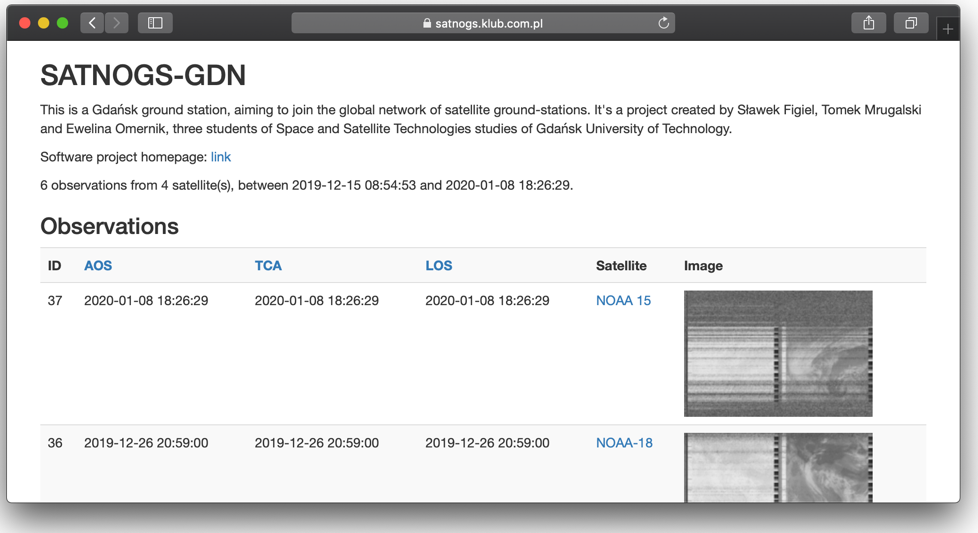 satnogs.klub.com.pl
SATNOGS-GDN
This is a Gdańsk ground station, aiming to join the global network of satellite ground-stations. It's a project created by Sławek Figiel, Tomek Mrugalski
and Ewelina Omernik, three students of Space and Satellite Technologies studies of Gdańsk University of Technology.
Software project homepage: link
6 observations from 4 satellite(s), between 2019-12-15 08:54:53 and 2020-01-08 18:26:29.
Observations
ID AOS TCA LOS Satellite Image
37 2020-01-08 18:26:29 2020-01-08 18:26:29 2020-01-08 18:26:29 NOAA 15
36 2019-12-26 20:59:00 2019-12-26 20:59:00 2019-12-26 20:59:00 NOAA-18